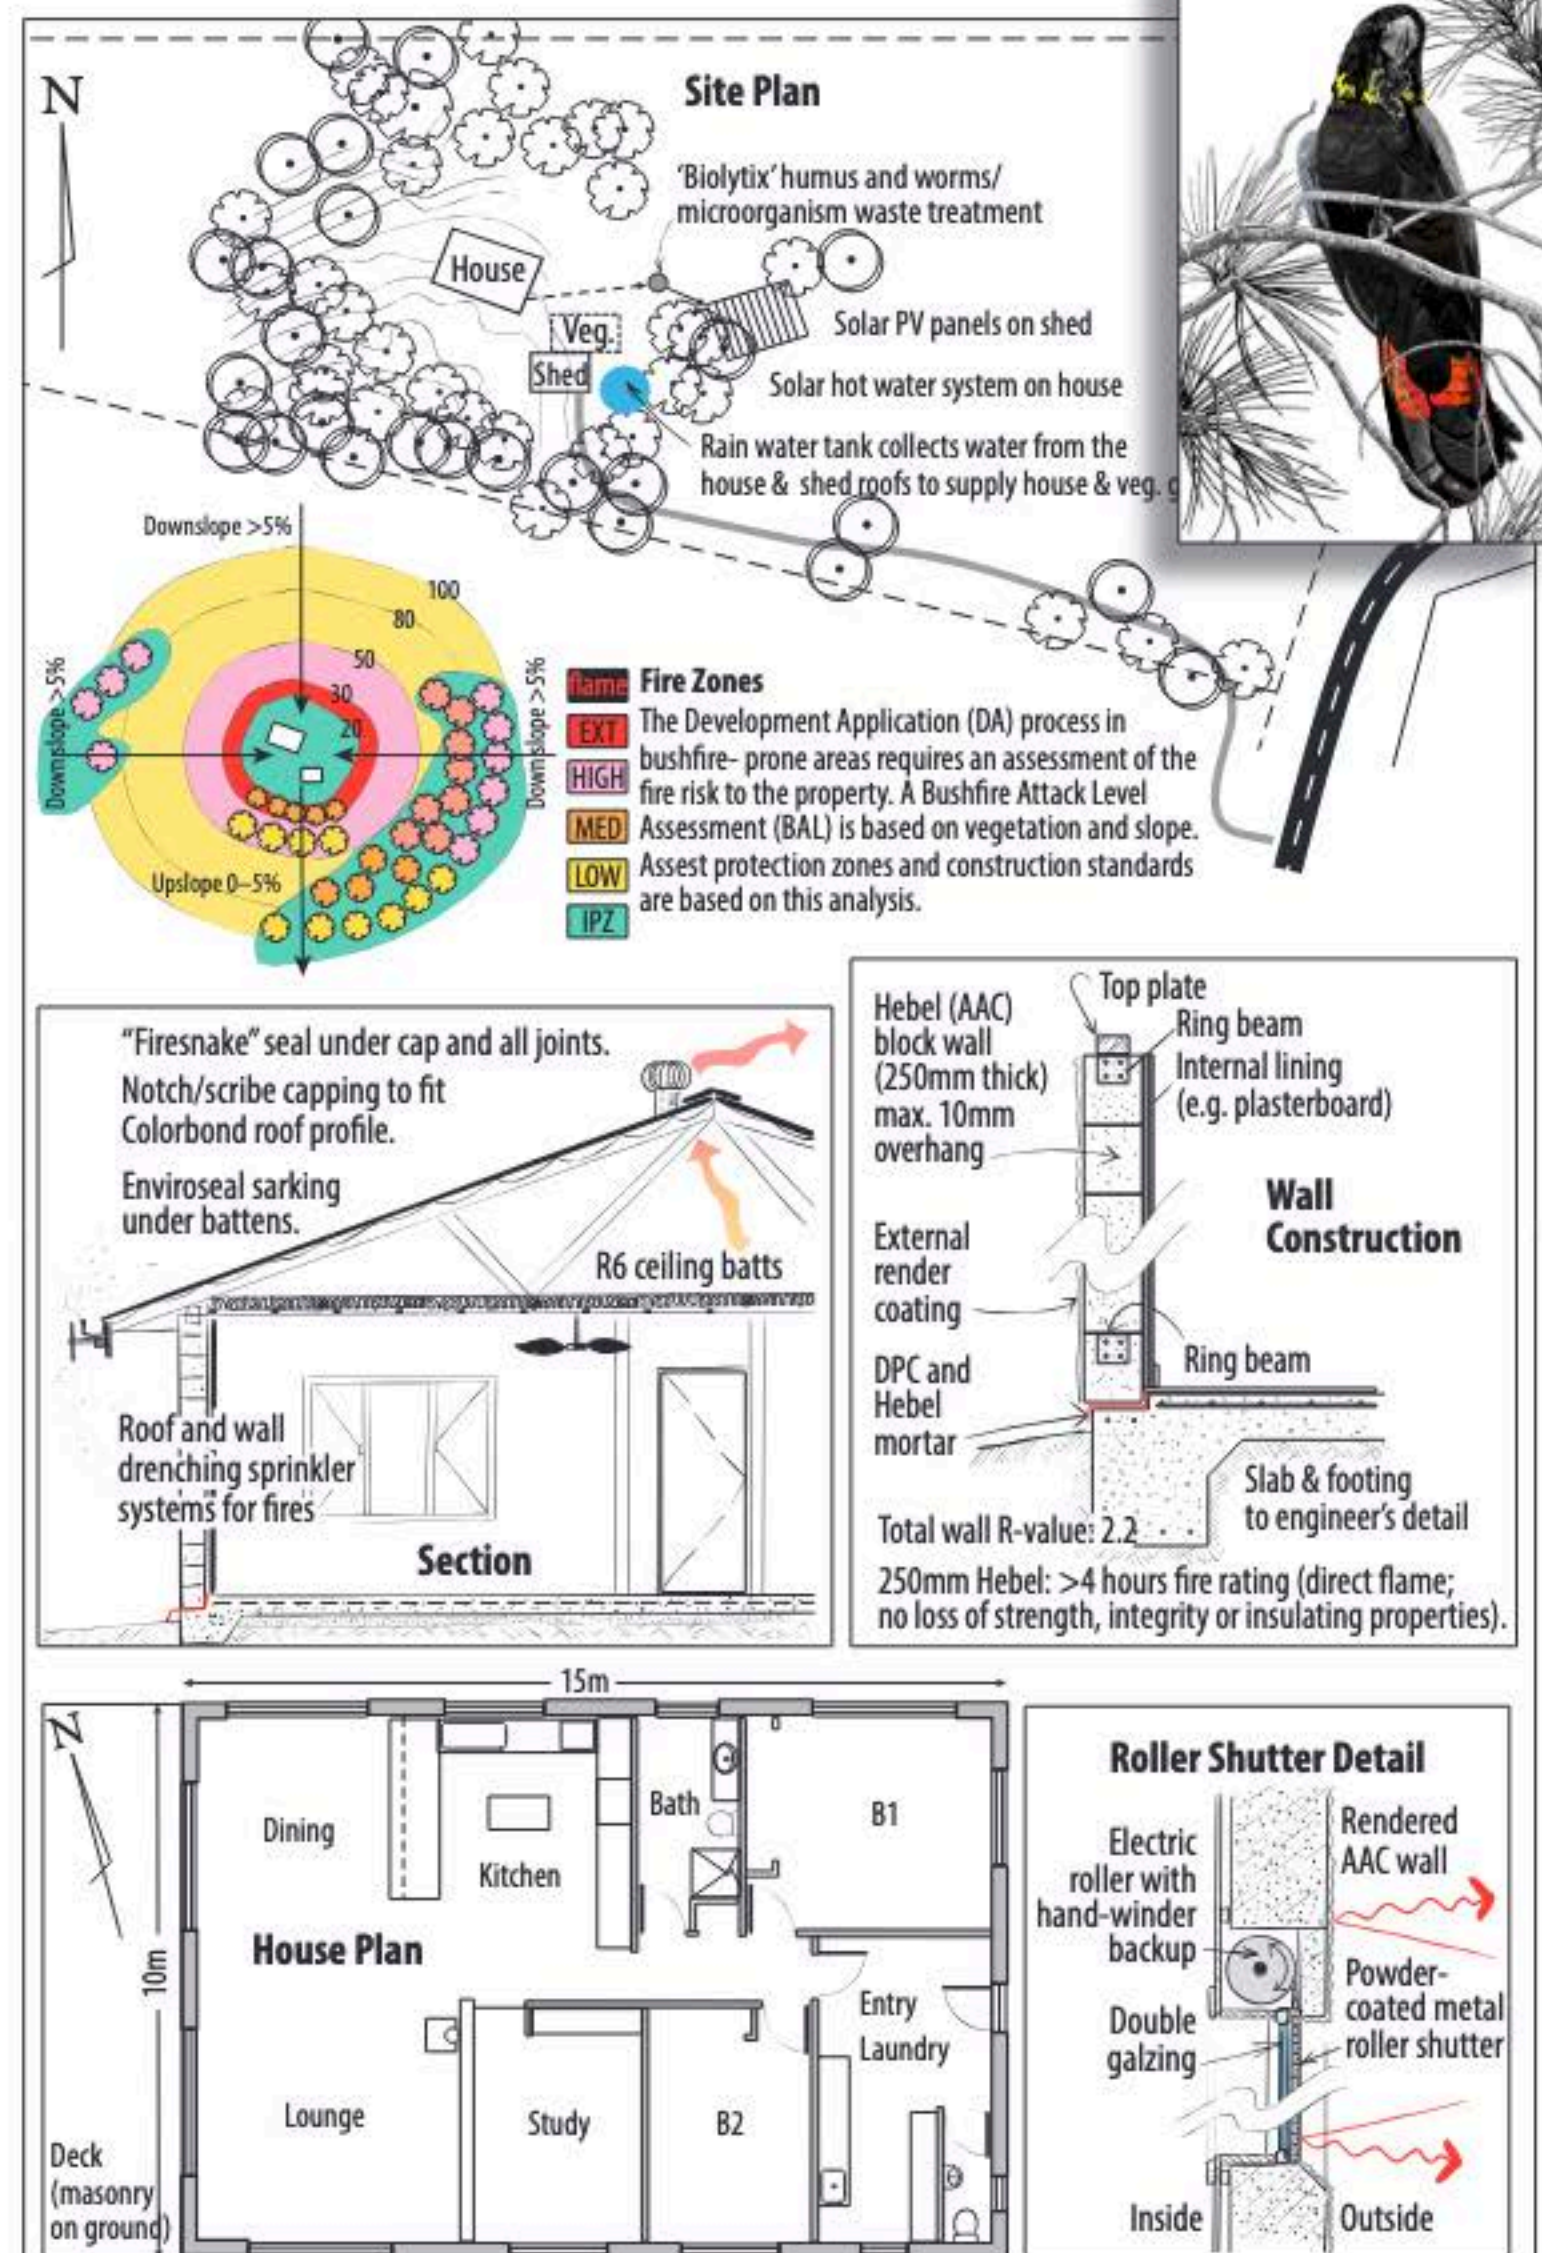 N
Site Plan
'Biolytix' humus and worms/
microorganism waste treatment
House
Veg.
Shed
Solar PV panels on shed
Solar hot water system on house
Rain water tank collects water from the
house & shed roofs to supply house & veg. g
Downslope >5%
100
80
50
30
20
Downslope >5%
Downslope >5%
Upslope 0–5%
flame
EXT
HIGH
MED
LOW
IPZ
Fire Zones
The Development Application (DA) process in
bushfire- prone areas requires an assessment of the
fire risk to the property. A Bushfire Attack Level
Assessment (BAL) is based on vegetation and slope.
Assest protection zones and construction standards
are based on this analysis.
"Firesnake" seal under cap and all joints.
Notch/scribe capping to fit
Colorbond roof profile.
Enviroseal sarking
under battens.
R6 ceiling batts
Roof and wall
drenching sprinkler
systems for fires
Section
Hebel (AAC)
block wall
(250mm thick)
max. 10mm
overhang
Top plate
Ring beam
Internal lining
(e.g. plasterboard)
Wall
Construction
External
render
coating
Ring beam
DPC and
Hebel
mortar
Slab & footing
to engineer's detail
Total wall R-value: 2.2
250mm Hebel: >4 hours fire rating (direct flame;
no loss of strength, integrity or insulating properties).
15m
N
10m
Dining
Kitchen
Bath
B1
House Plan
Entry
Laundry
Lounge
Study
B2
Deck
(masonry
on ground)
Roller Shutter Detail
Electric
roller with
hand-winder
backup
Rendered
AAC wall
Powder-
coated metal
roller shutter
Double
galzing
Inside
Outside